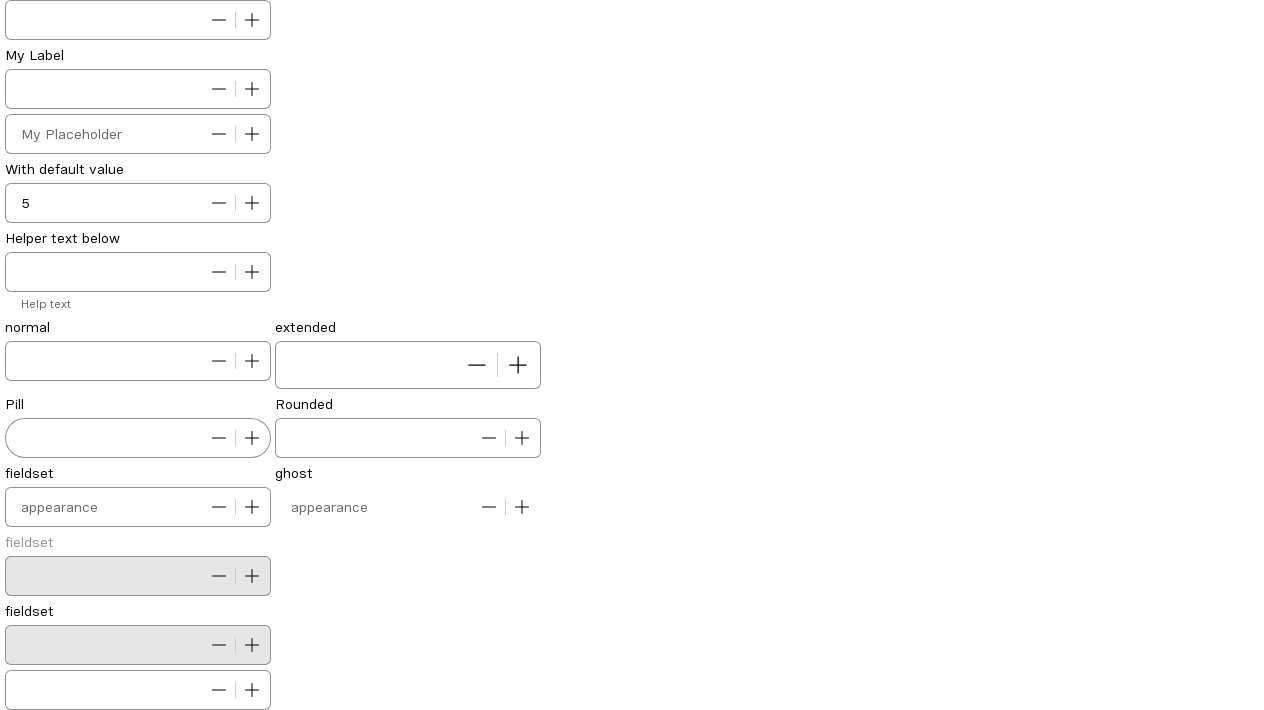 My Label
My Placeholder
With default value
5
Helper text below
Help text
normal extended
Pill Rounded
fieldset ghost
appearance appearance
fieldset
fieldset